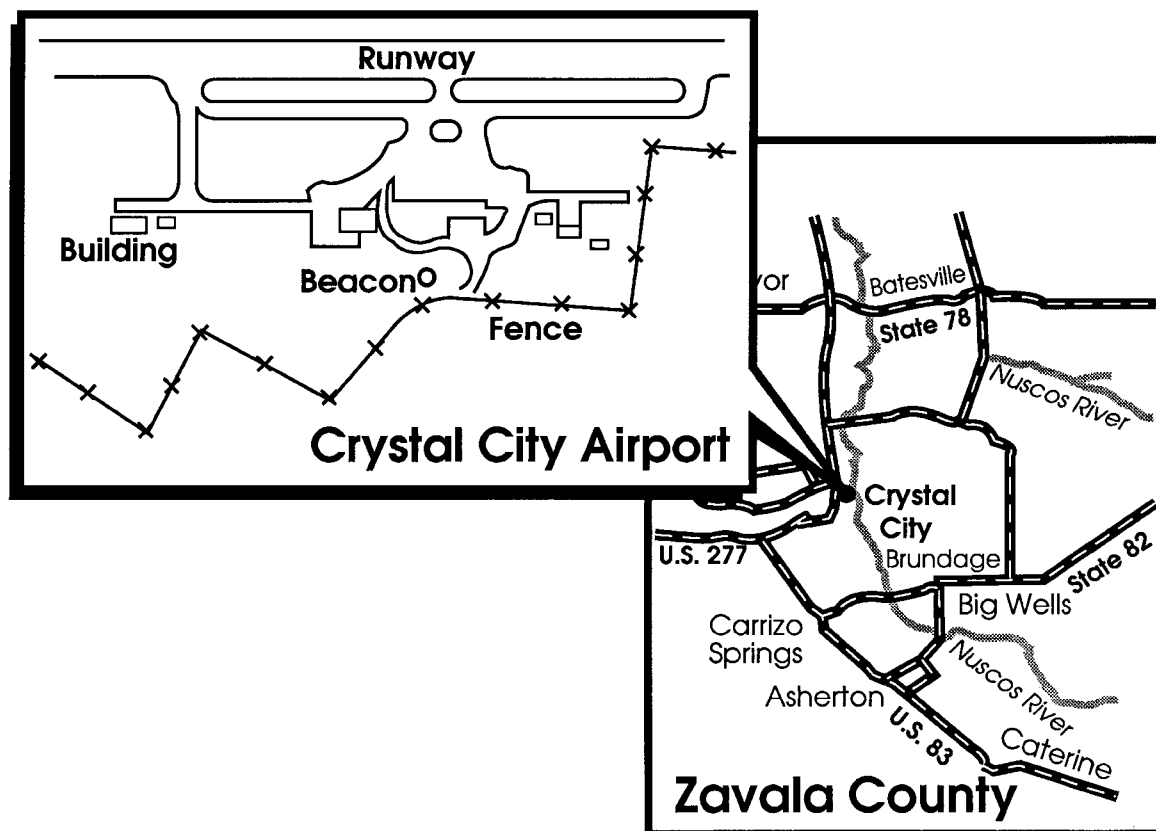 Runway
Building
Beacon
Fence
Crystal City Airport
Batesville
State 78
Nuscos River
Crystal
City
U.S. 277
Brundage
State 82
Big Wells
Carrizo
Springs
Asherton
Nuscos River
U.S. 83
Caterine
Zavala County